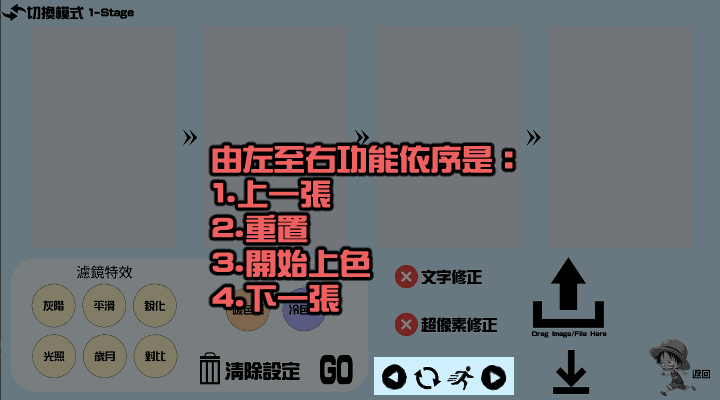 切換模式 1-Stage
由左至右功能依序是：
1.上一張
2.重置
3.開始上色
4.下一張
濾鏡特效
灰階 平滑 銳化
光照 歲月 對比
清除設定 GO
文字修正
超像素修正
Drag Image/File Here
返回